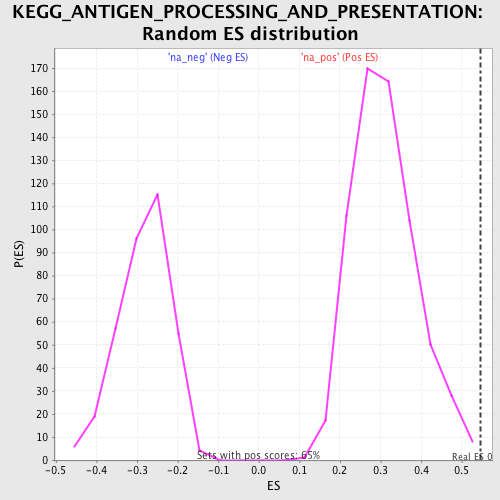 KEGG_ANTIGEN_PROCESSING_AND_PRESENTATION:
Random ES distribution
'na_neg' (Neg ES) 'na_pos' (Pos ES)
170
160
150
140
130
120
110
100
90
80
70
60
50
40
30
20
10
0
P(ES)
Sets with pos scores: 65%
Real ES 0
-0.5 -0.4 -0.3 -0.2 -0.1 0.0 0.1 0.2 0.3 0.4 0.5
ES